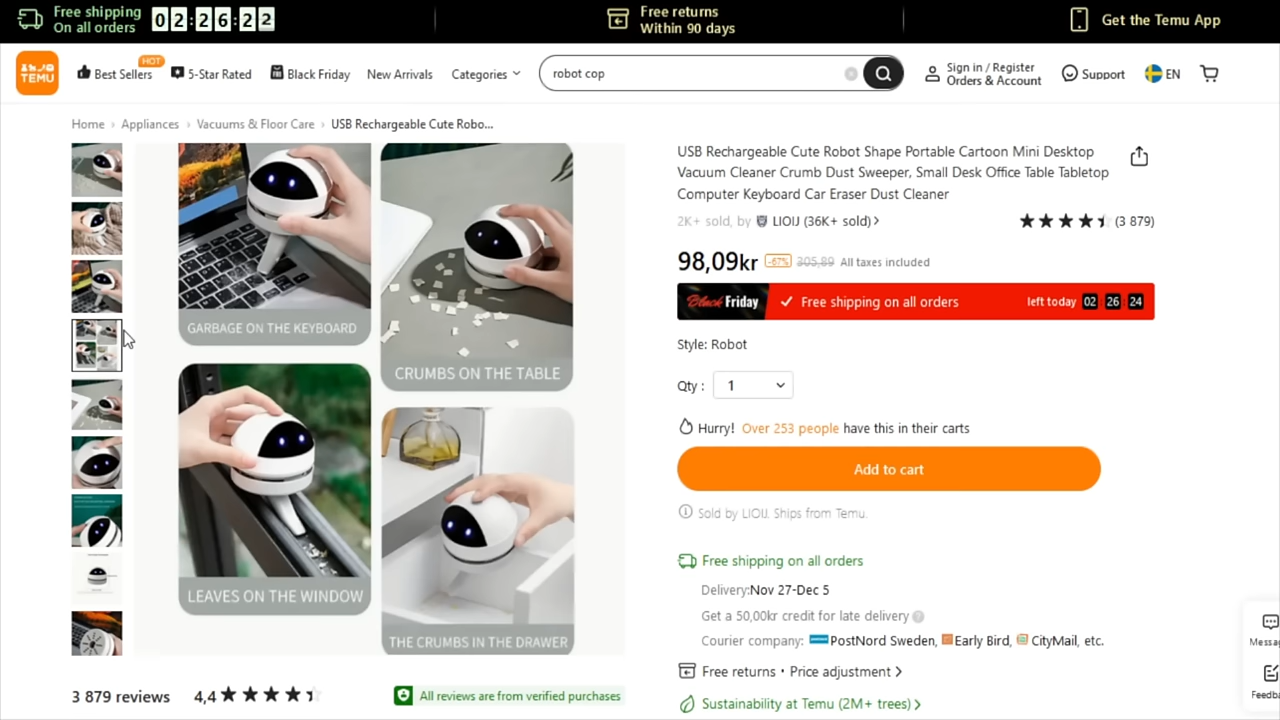 Free shipping
On all orders
02:26:22
Free returns
Within 90 days
Get the Temu App
TEMU
Best Sellers
HOT
5-Star Rated
Black Friday
New Arrivals
Categories
robot cop
Sign in / Register
Orders & Account
Support
EN
Home › Appliances › Vacuums & Floor Care › USB Rechargeable Cute Robo...
GARBAGE ON THE KEYBOARD
CRUMBS ON THE TABLE
LEAVES ON THE WINDOW
THE CRUMBS IN THE DRAWER
3 879 reviews
4,4
All reviews are from verified purchases
USB Rechargeable Cute Robot Shape Portable Cartoon Mini Desktop
Vacuum Cleaner Crumb Dust Sweeper, Small Desk Office Table Tabletop
Computer Keyboard Car Eraser Dust Cleaner
2K+ sold, by LIOIJ (36K+ sold)
(3 879)
98,09kr -67% 305,89 All taxes included
Black Friday
Free shipping on all orders
left today 02 26 24
Style: Robot
Qty : 1
Hurry! Over 253 people have this in their carts
Add to cart
Sold by LIOIJ. Ships from Temu.
Free shipping on all orders
Delivery:Nov 27-Dec 5
Get a 50,00kr credit for late delivery
Courier company: PostNord Sweden, Early Bird, CityMail, etc.
Free returns • Price adjustment
Sustainability at Temu (2M+ trees)
Messa
Feedb